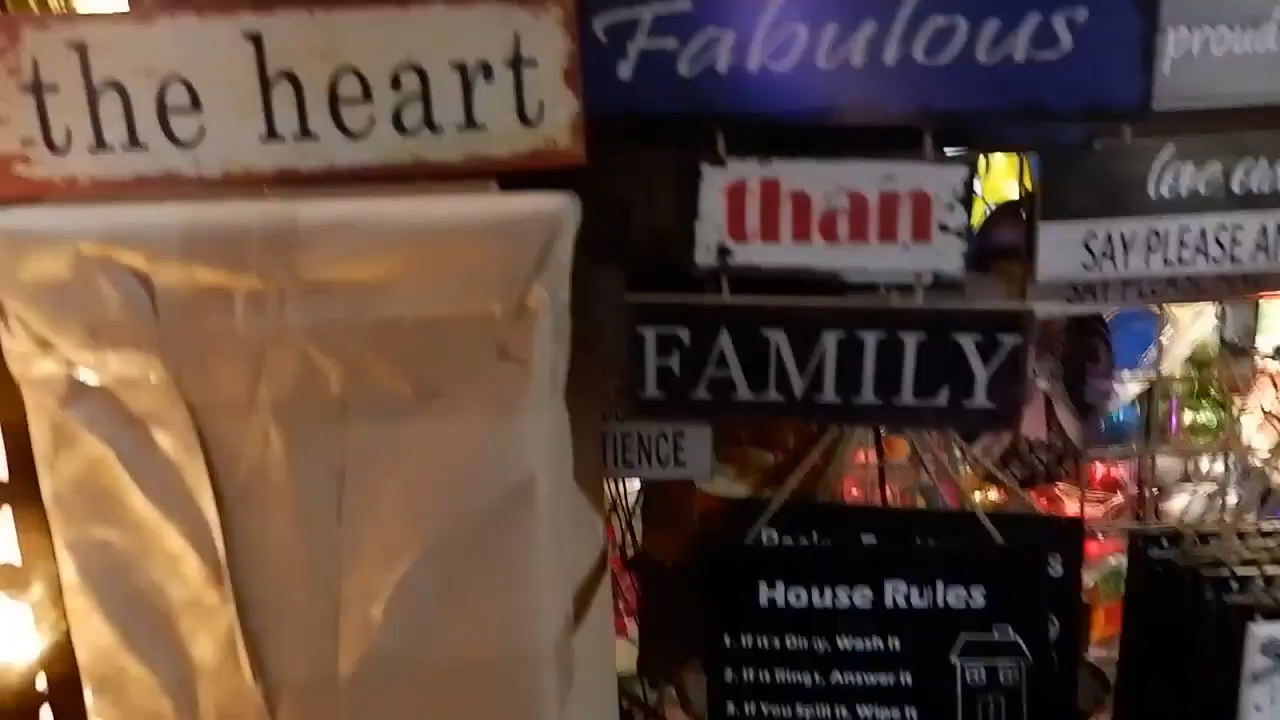 the heart
Fabulous
proud
than
love
SAY PLEASE
FAMILY
TIENCE
House Rules
1. If it's Dirty, Wash it
2. If it Rings, Answer it
3. If You Spill it, Wipe it